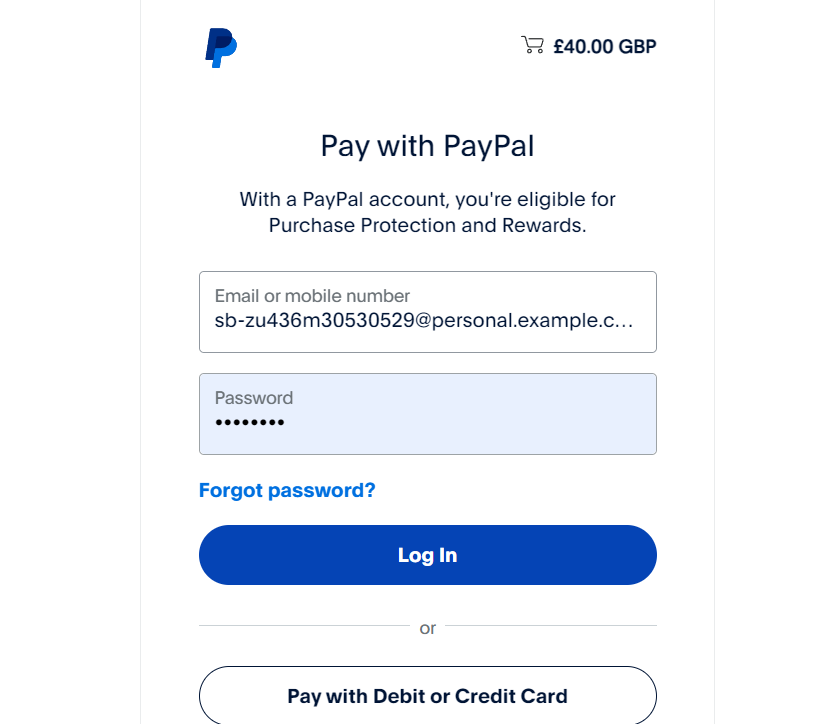 £40.00 GBP
Pay with PayPal
With a PayPal account, you're eligible for
Purchase Protection and Rewards.
Email or mobile number
sb-zu436m30530529@personal.example.c...
Password
••••••••
Forgot password?
Log In
or
Pay with Debit or Credit Card